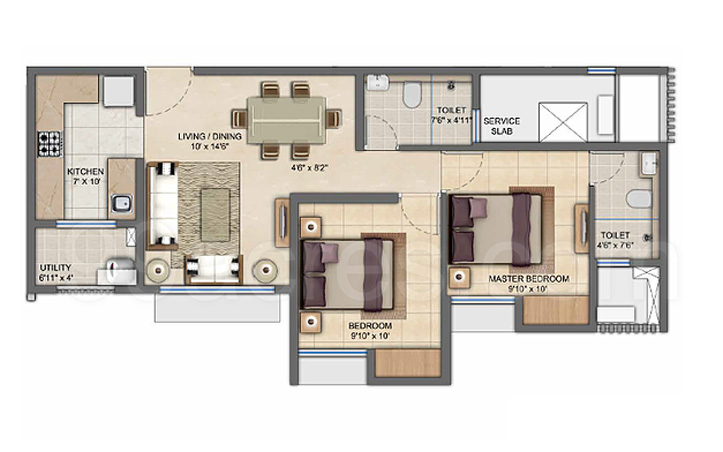 KITCHEN
7' X 10'
LIVING / DINING
10' x 14'6"
4'6" x 8'2"
TOILET
7'6" x 4'11"
SERVICE
SLAB
TOILET
4'6" x 7'6"
UTILITY
6'11" x 4'
MASTER BEDROOM
9'10" x 10'
BEDROOM
9'10" x 10'